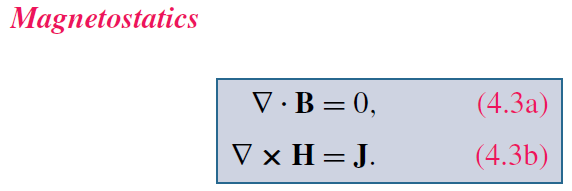 Magnetostatics
∇ · B = 0, (4.3a)
∇ × H = J. (4.3b)